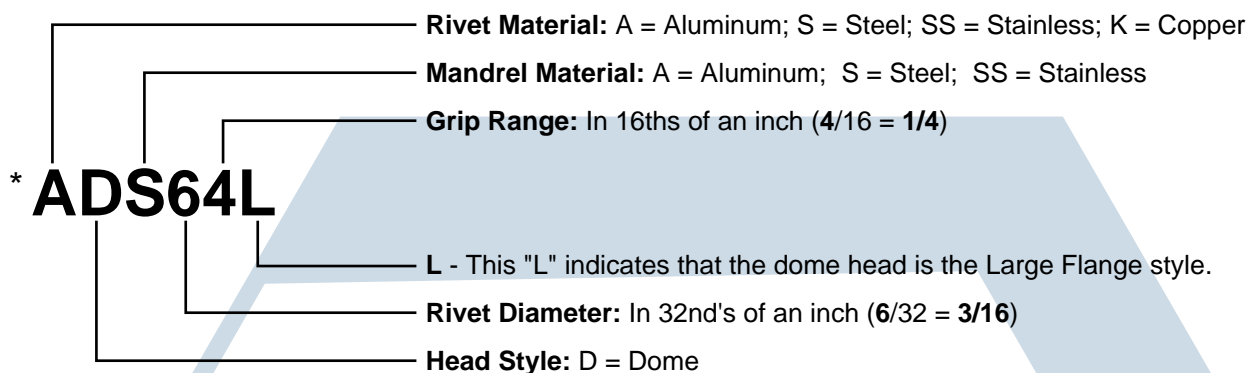 Rivet Material: A = Aluminum; S = Steel; SS = Stainless; K = Copper
Mandrel Material: A = Aluminum; S = Steel; SS = Stainless
Grip Range: In 16ths of an inch (4/16 = 1/4)
* ADS64L
L - This "L" indicates that the dome head is the Large Flange style.
Rivet Diameter: In 32nd's of an inch (6/32 = 3/16)
Head Style: D = Dome